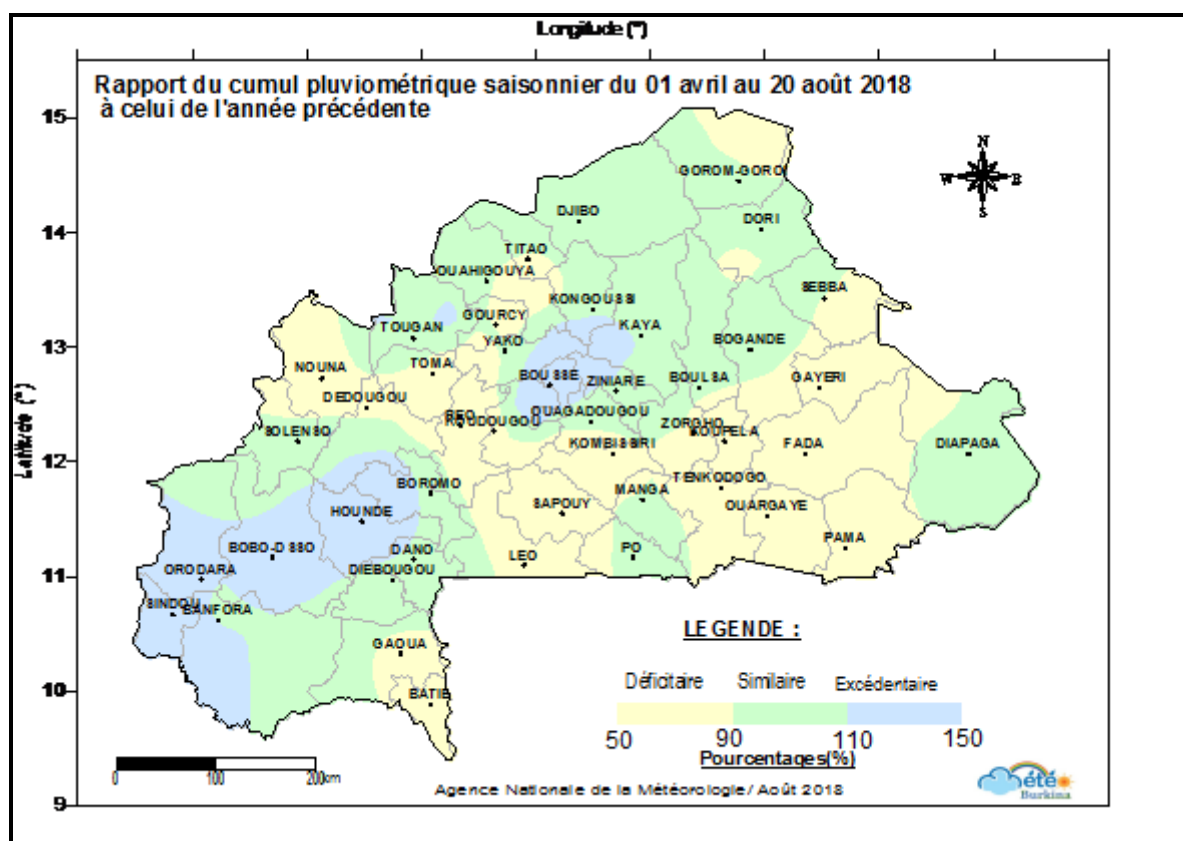 Longitude (°)
Rapport du cumul pluviométrique saisonnier du 01 avril au 20 août 2018
à celui de l'année précédente
15
14
13
12
11
10
9
Latitude (°)
N
W E
S
GOROM-GOROM
DJIBO
DORI
TITAO
OUAHIGOUYA
SEBBA
KONGOUSSI
GOURCY
TOUGAN
KAYA
YAKO
BOGANDE
NOUNA
TOMA
BOUSSE
ZINIARE
BOULSA
GAYERI
DEDOUGOU
REO
KOUDOUGOU
OUAGADOUGOU
ZORGHO
KOUPELA
SOLENSO
KOMBISSIRI
FADA
DIAPAGA
BOROMO
MANGA
TENKODOGO
HOUNDE
SAPOUY
OUARGAYE
BOBO-DSSO
DANO
LEO
PO
PAMA
ORODARA
DIEBOUGOU
SINDOU
BANFORA
GAOUA
BATIE
LEGENDE :
Déficitaire Similaire Excédentaire
50 90 110 150
Pourcentages(%)
0 100 200km
Agence Nationale de la Météorologie/ Août 2018
Météo
Burkina